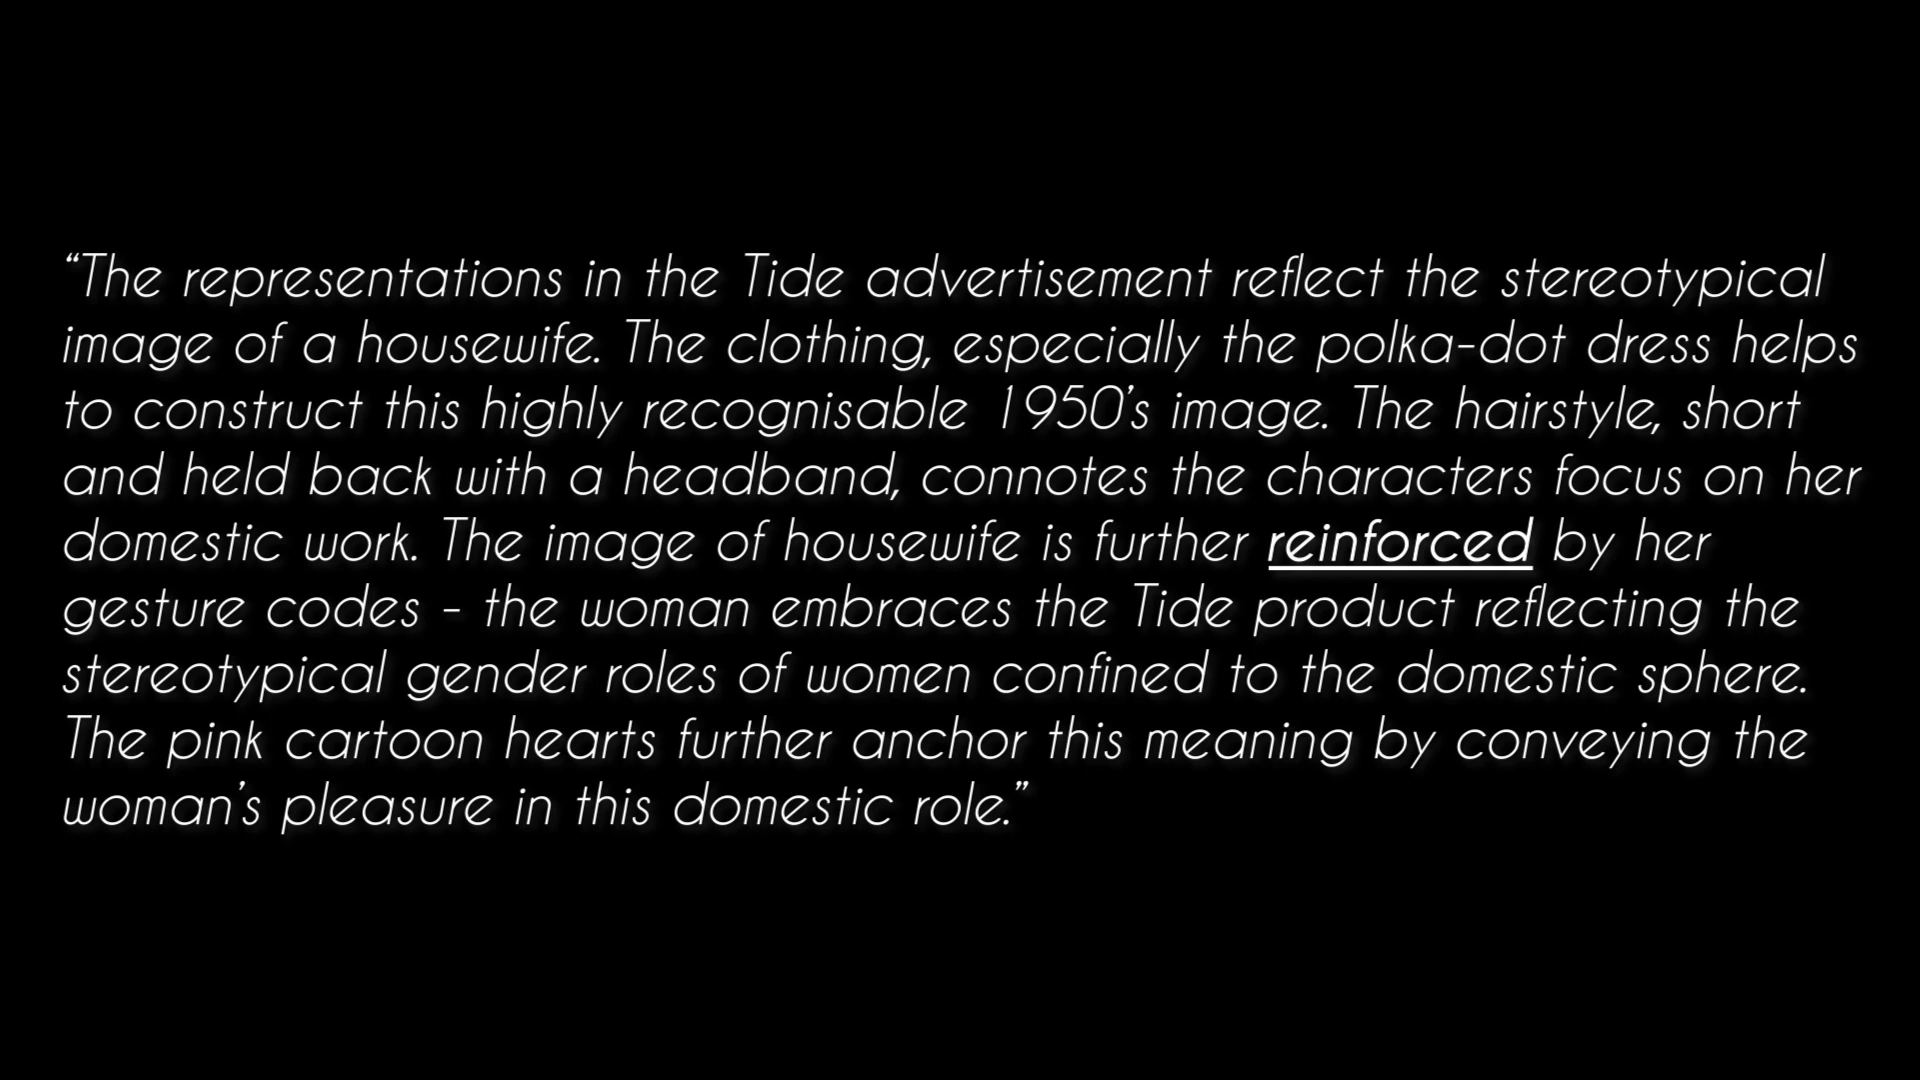 “The representations in the Tide advertisement reflect the stereotypical
image of a housewife. The clothing, especially the polka-dot dress helps
to construct this highly recognisable 1950’s image. The hairstyle, short
and held back with a headband, connotes the characters focus on her
domestic work. The image of housewife is further reinforced by her
gesture codes - the woman embraces the Tide product reflecting the
stereotypical gender roles of women confined to the domestic sphere.
The pink cartoon hearts further anchor this meaning by conveying the
woman’s pleasure in this domestic role.”